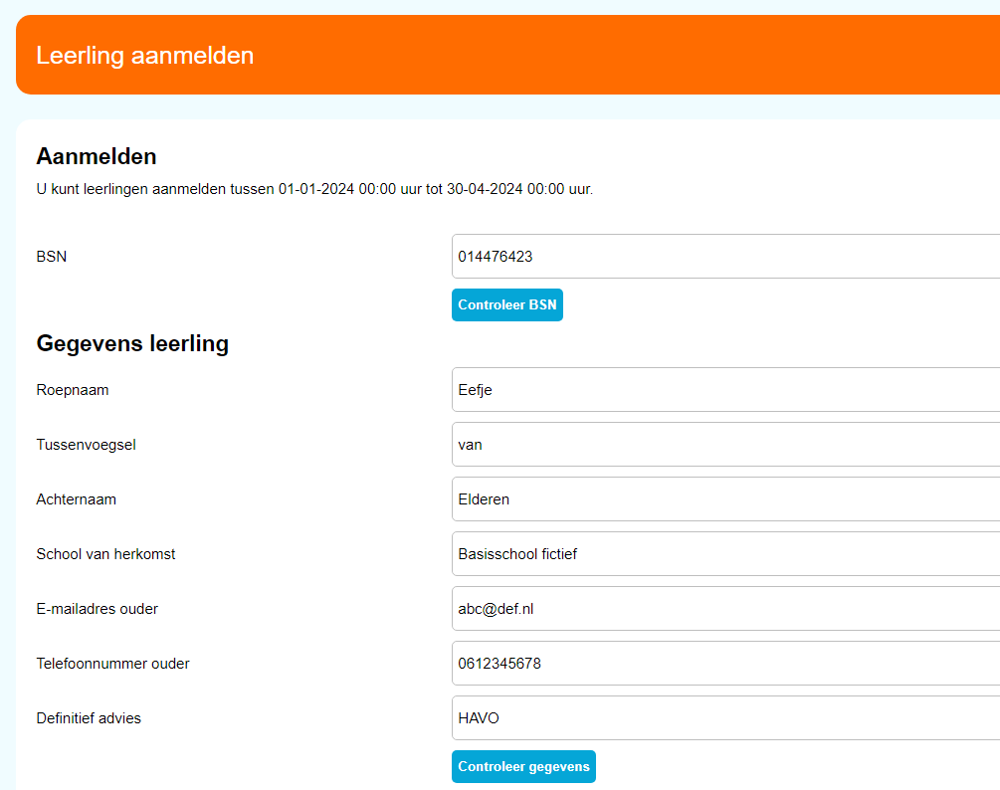 Leerling aanmelden
Aanmelden
U kunt leerlingen aanmelden tussen 01-01-2024 00:00 uur tot 30-04-2024 00:00 uur.
BSN 014476423
Controleer BSN
Gegevens leerling
Roepnaam Eefje
Tussenvoegsel van
Achternaam Elderen
School van herkomst Basisschool fictief
E-mailadres ouder abc@def.nl
Telefoonnummer ouder 0612345678
Definitief advies HAVO
Controleer gegevens